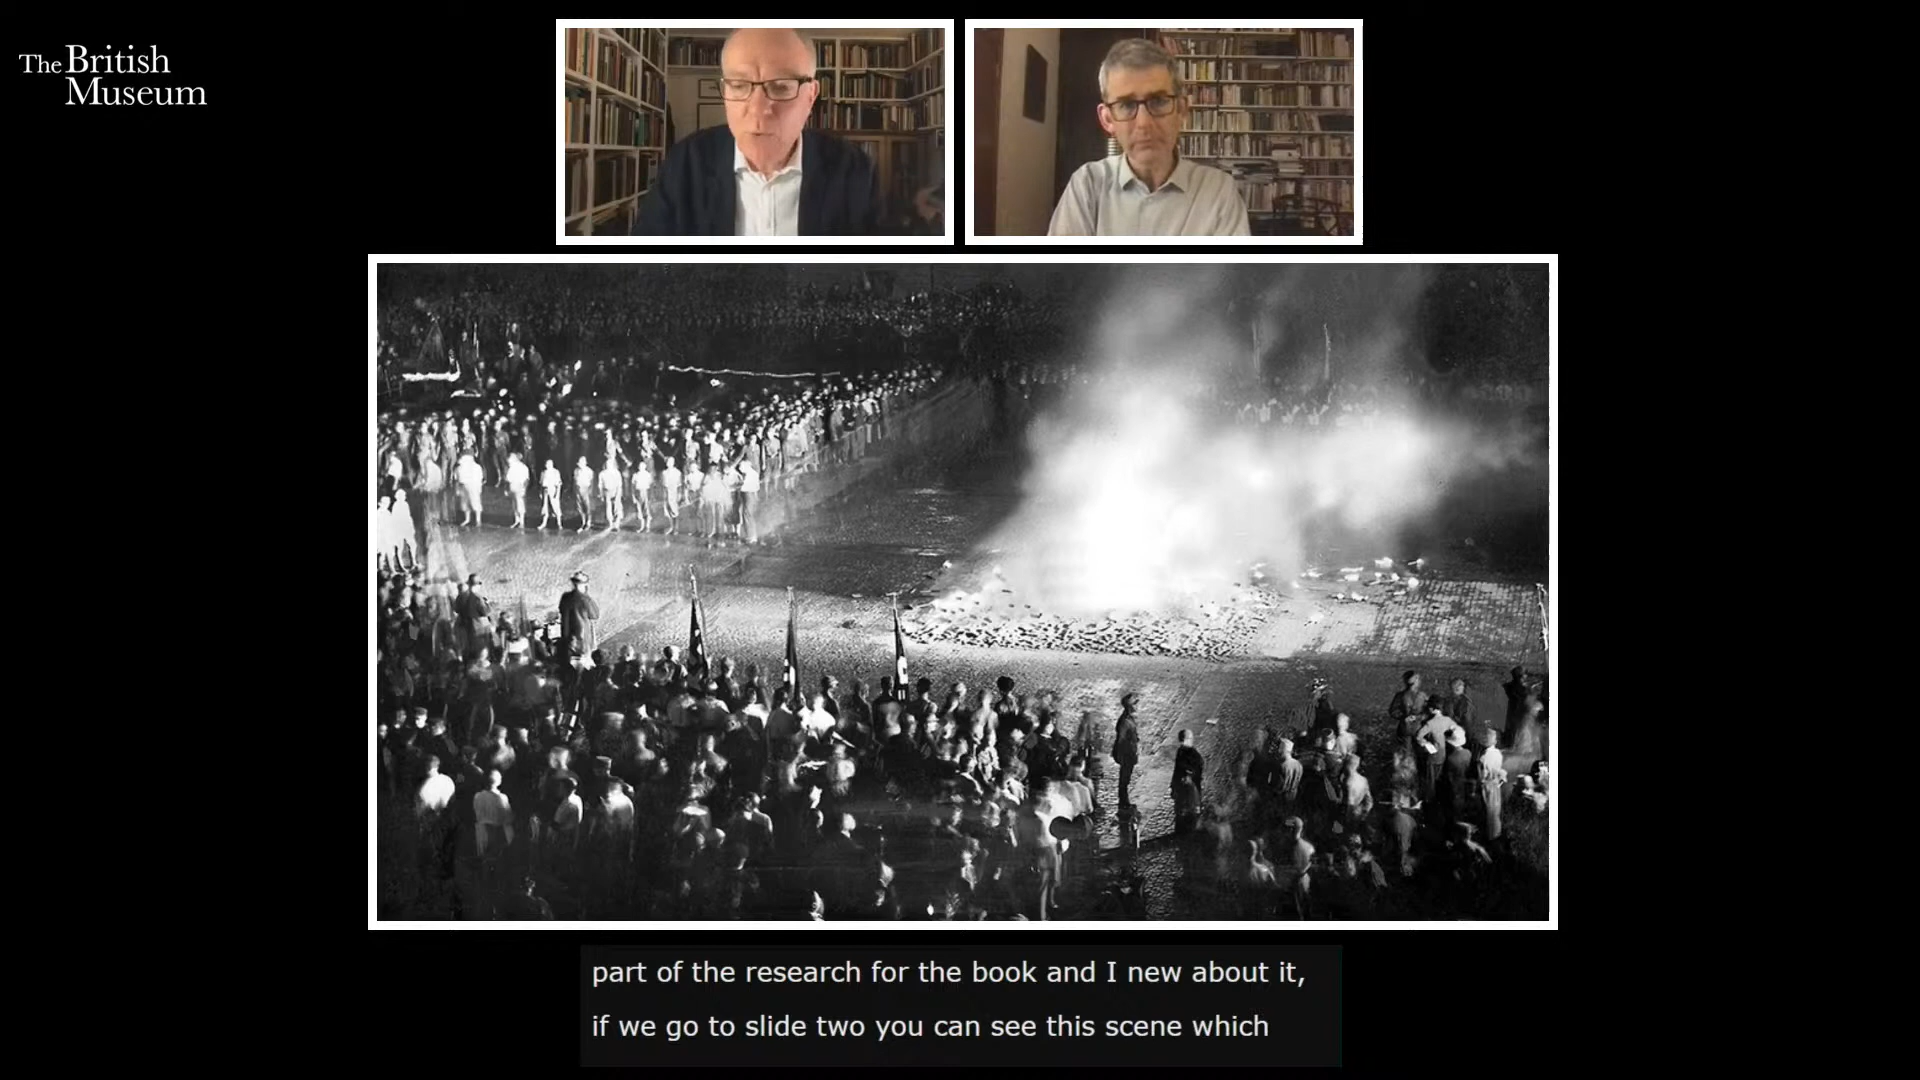 The British
Museum
part of the research for the book and I new about it,
if we go to slide two you can see this scene which